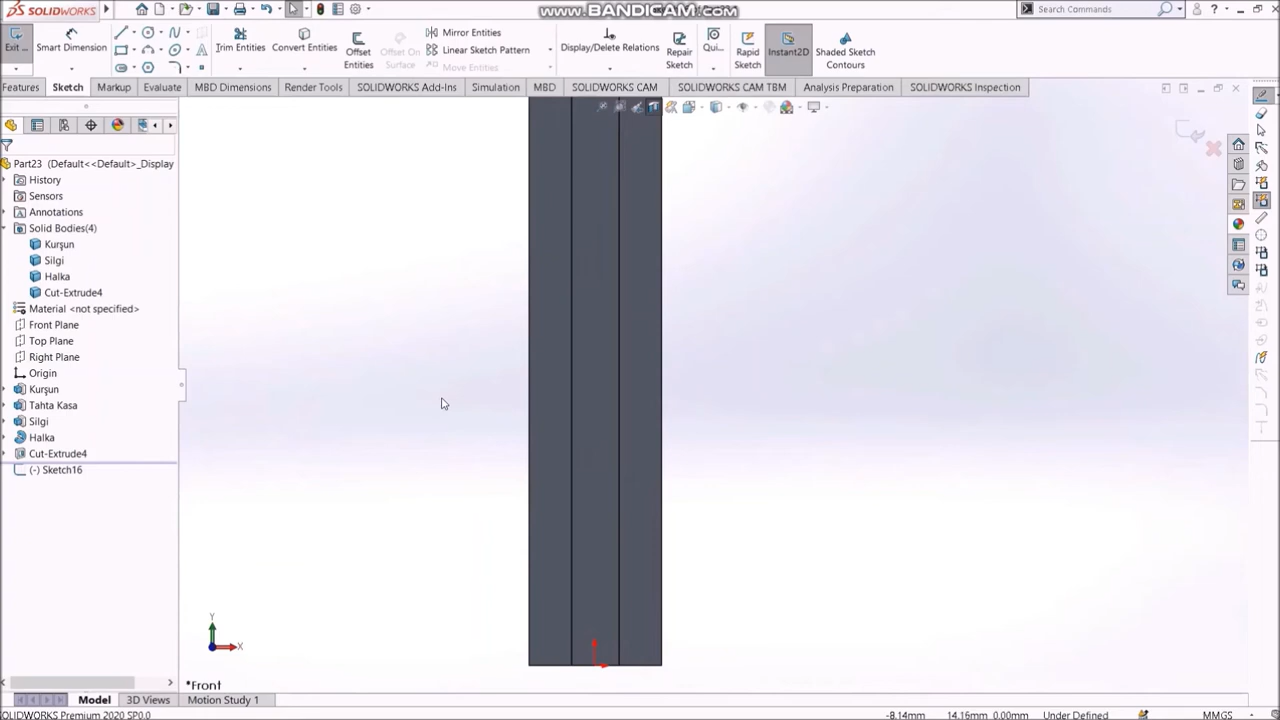 SOLIDWORKS
www.BANDICAM.com
Search Commands
Exit ...
Smart Dimension
Trim Entities
Convert Entities
Offset Entities
Offset On Surface
Mirror Entities
Linear Sketch Pattern
Move Entities
Display/Delete Relations
Repair Sketch
Qui...
Rapid Sketch
Instant2D
Shaded Sketch Contours
Features
Sketch
Markup
Evaluate
MBD Dimensions
Render Tools
SOLIDWORKS Add-Ins
Simulation
MBD
SOLIDWORKS CAM
SOLIDWORKS CAM TBM
Analysis Preparation
SOLIDWORKS Inspection
Part23 (Default<<Default>_Display
History
Sensors
Annotations
Solid Bodies(4)
Kurşun
Silgi
Halka
Cut-Extrude4
Material <not specified>
Front Plane
Top Plane
Right Plane
Origin
Kurşun
Tahta Kasa
Silgi
Halka
Cut-Extrude4
(-) Sketch16
Y
X
*Front
Model
3D Views
Motion Study 1
SOLIDWORKS Premium 2020 SP0.0
-8.14mm
14.16mm
0.00mm
Under Defined
MMGS